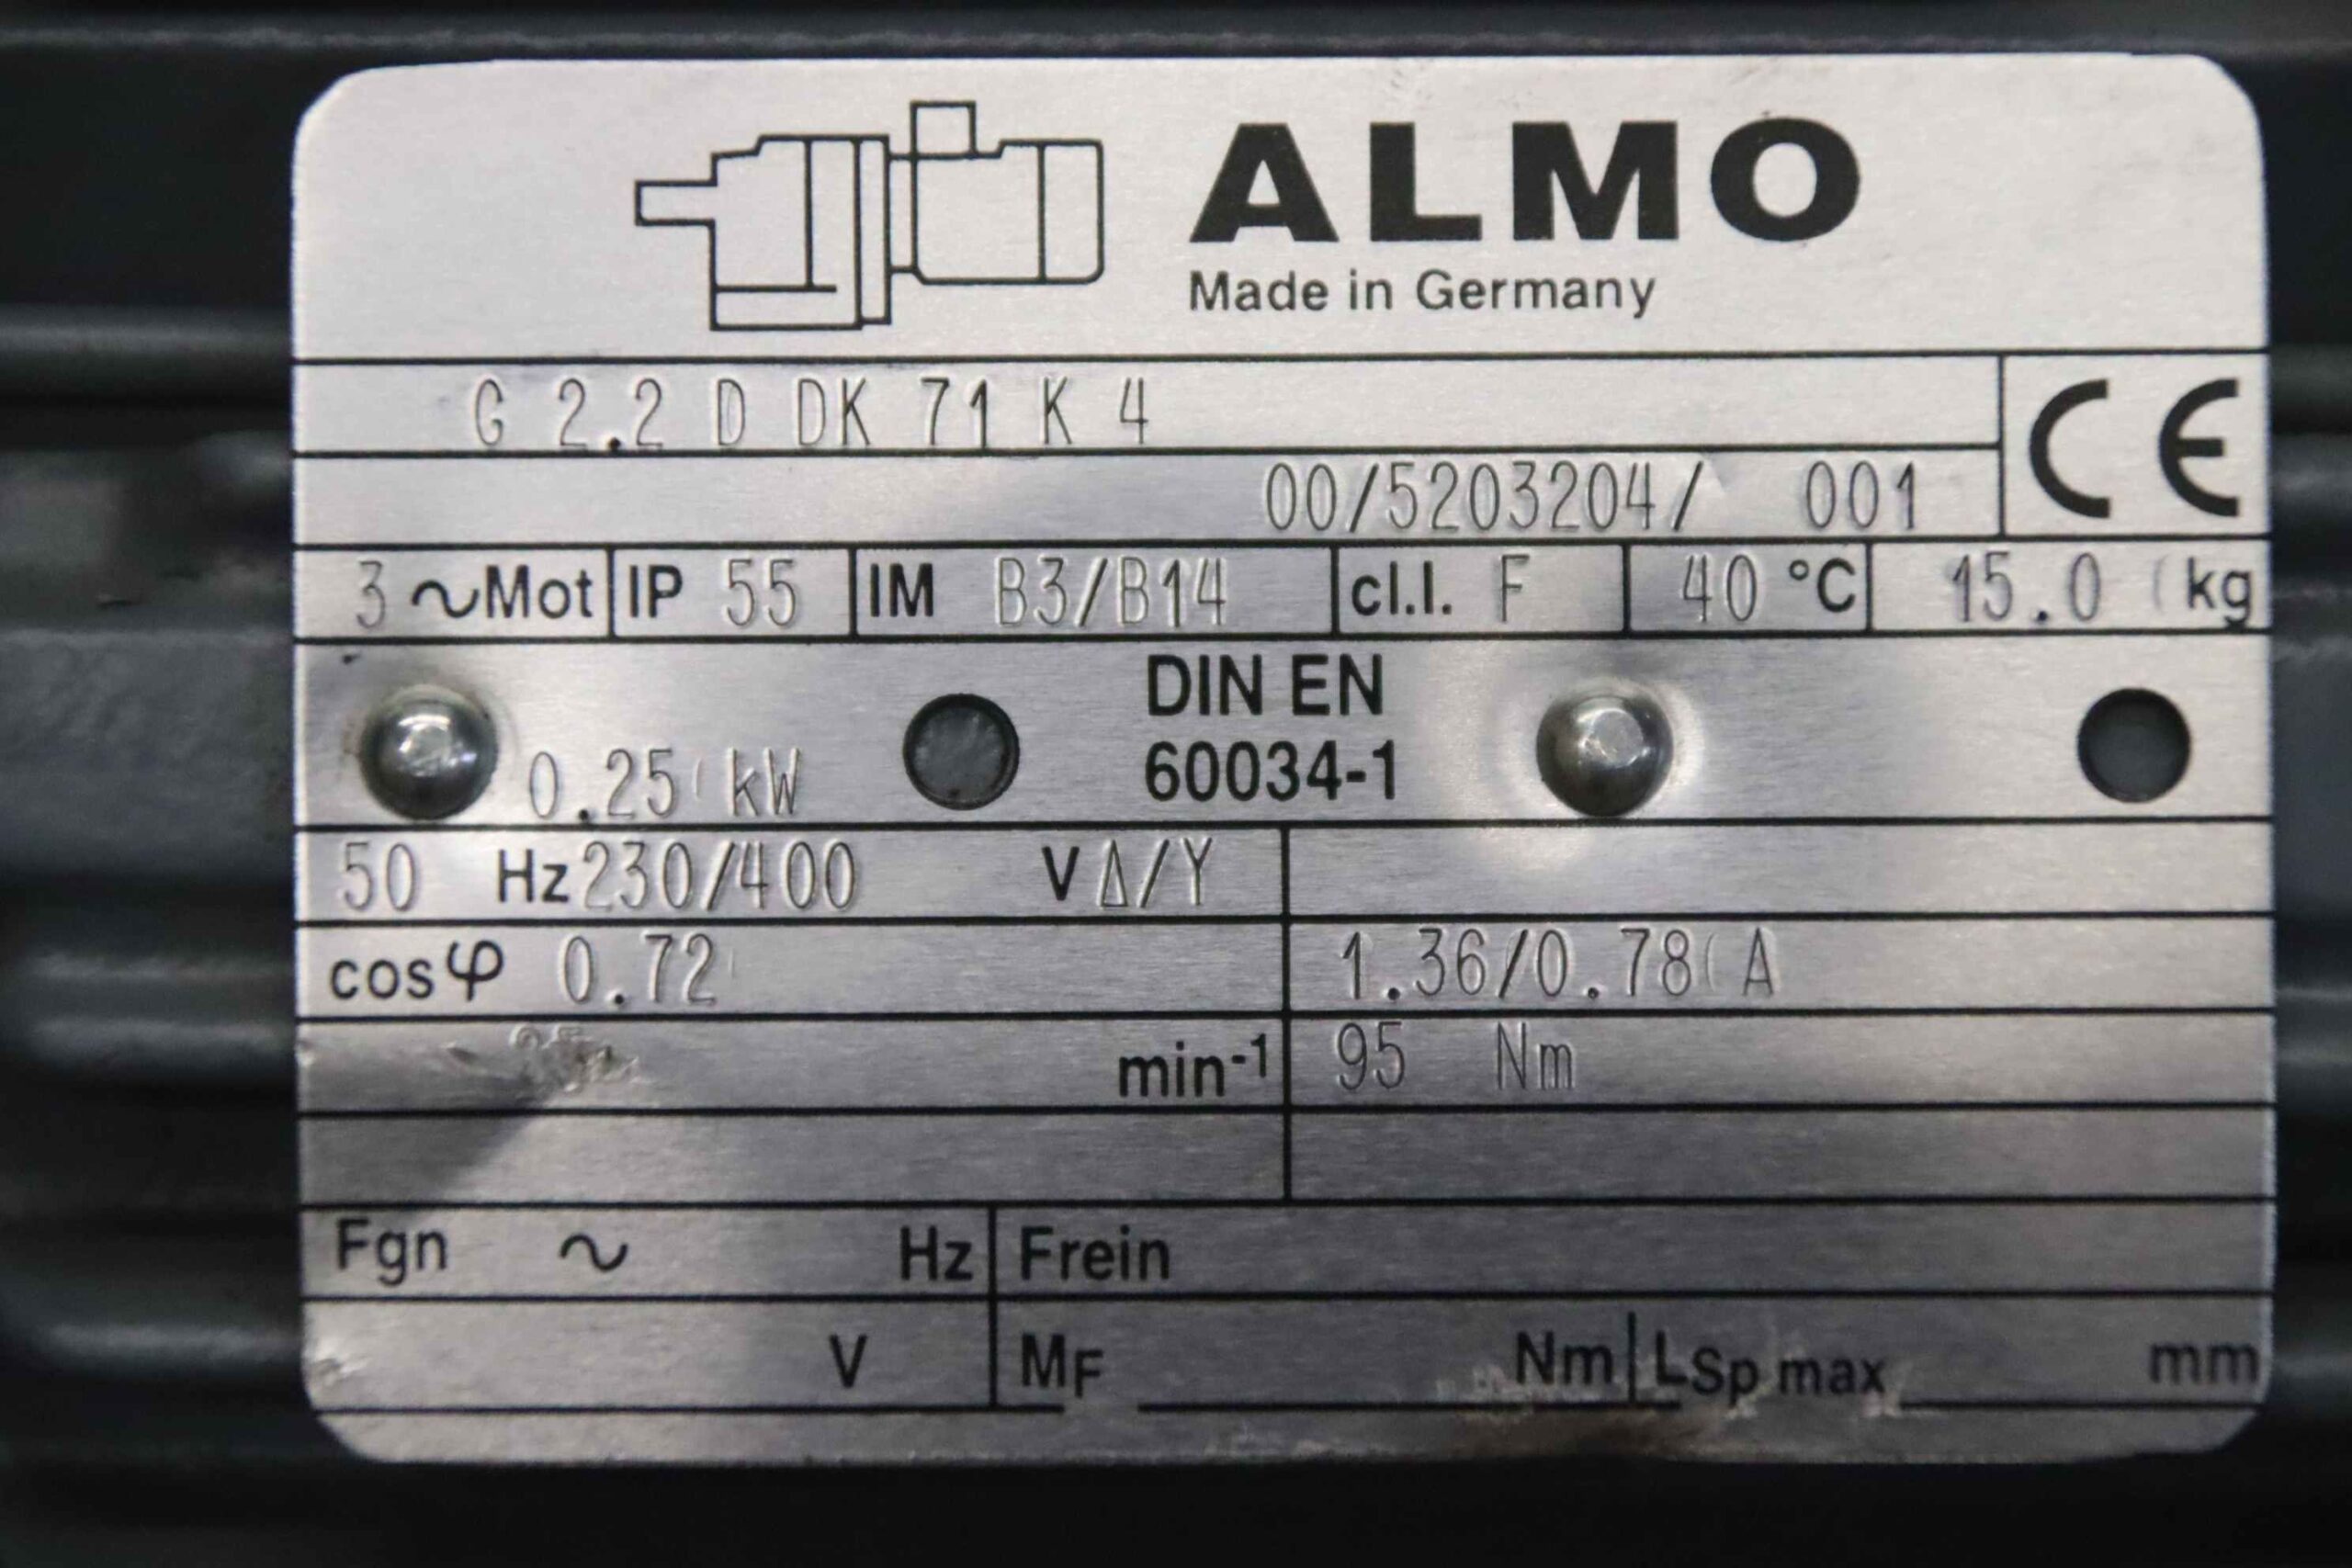 ALMO
Made in Germany
G 2.2 D DK 71 K 4
00/5203204/ 001
CE
3 ~Mot IP 55 IM B3/B14 cl.I. F 40 °C 15.0 kg
DIN EN
60034-1
0.25 kW
50 Hz 230/400 V Δ/Y
cosφ 0.72 1.36/0.78 A
min-1 95 Nm
Fgn ~ Hz Frein
V MF Nm LSp max mm